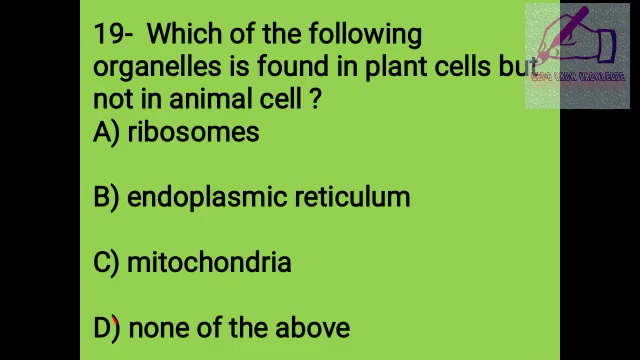 19-  Which of the following
organelles is found in plant cells but
not in animal cell ?
A) ribosomes
B) endoplasmic reticulum
C) mitochondria
D) none of the above